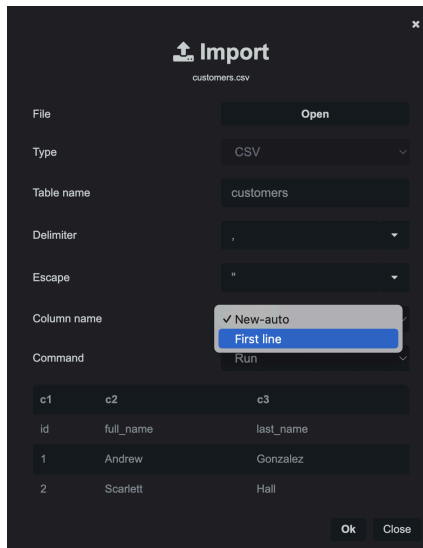 ×
Import
customers.csv
File Open
Type CSV
Table name customers
Delimiter ,
Escape "
Column name ✓ New-auto
First line
Command Run
c1 c2 c3
id full_name last_name
1 Andrew Gonzalez
2 Scarlett Hall
Ok Close